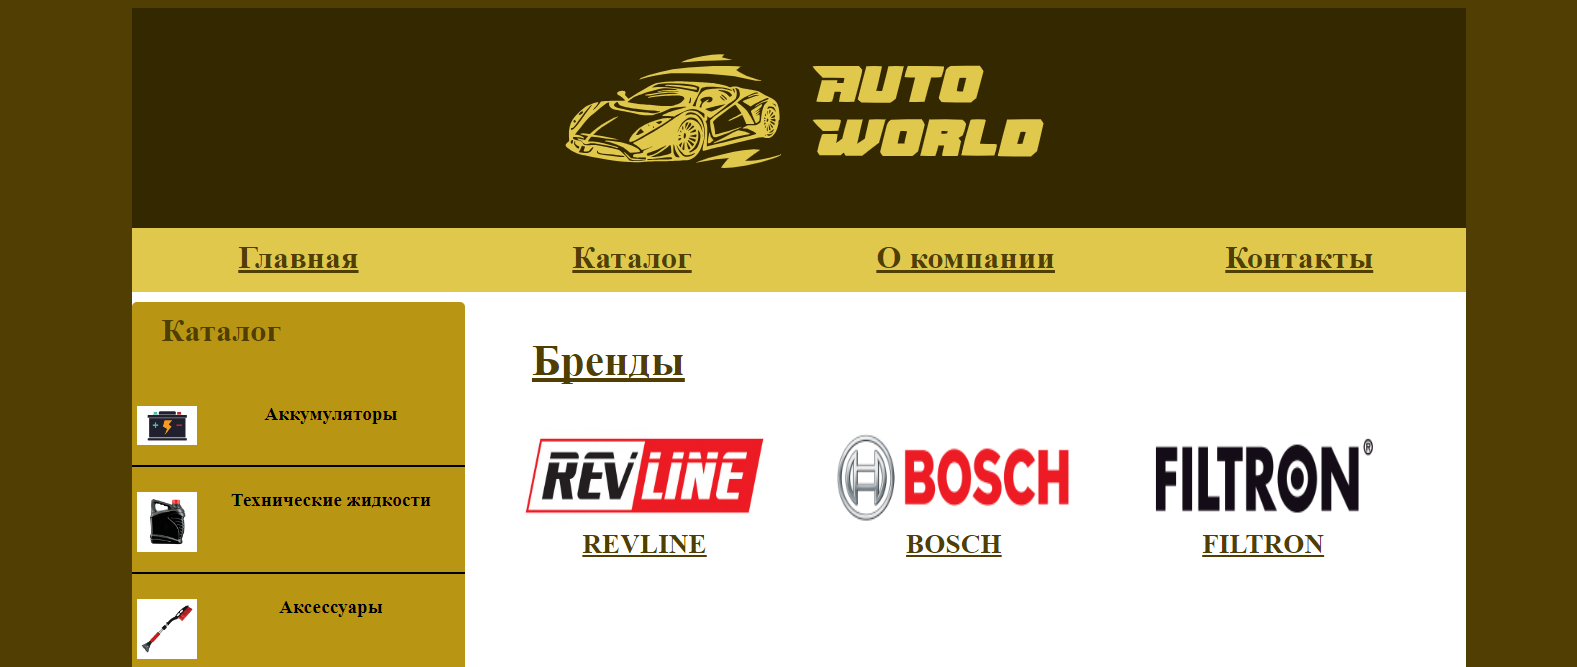 AUTO
WORLD
Главная
Каталог
О компании
Контакты
Каталог
Аккумуляторы
Технические жидкости
Аксессуары
Бренды
REVLINE
BOSCH
FILTRON®
REVLINE
BOSCH
FILTRON